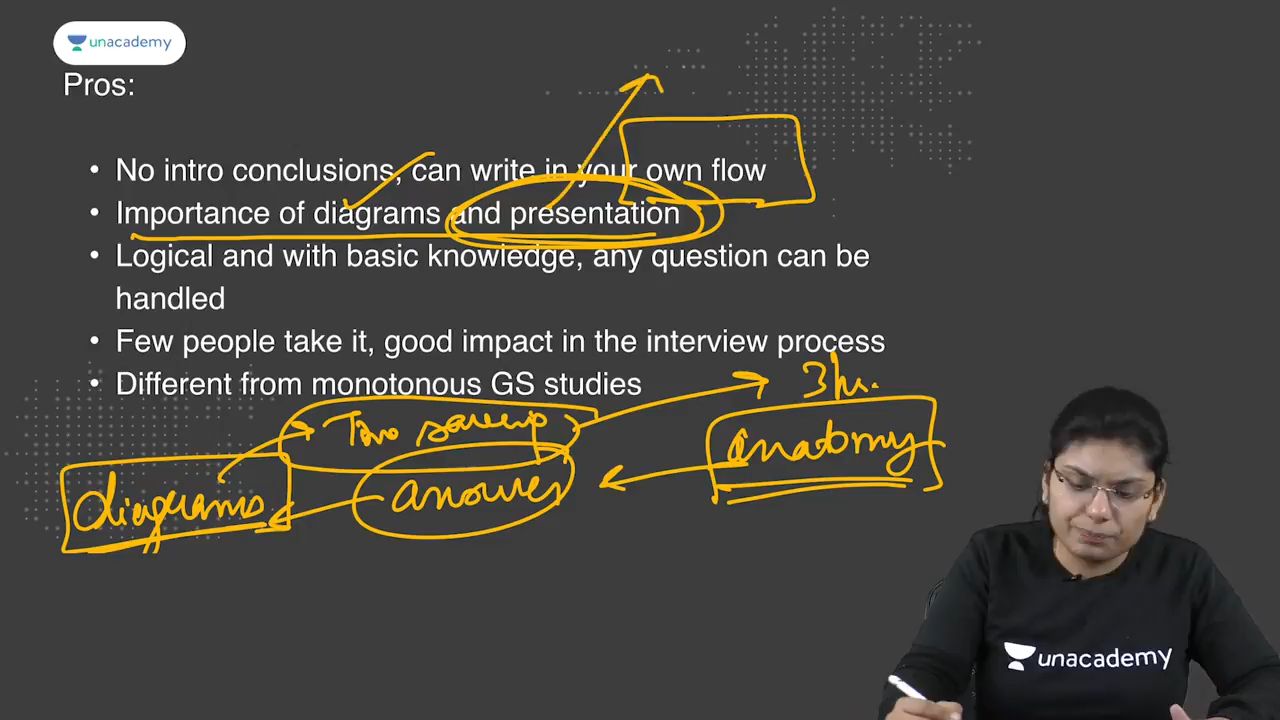 unacademy
Pros:
• No intro conclusions, can write in your own flow
• Importance of diagrams and presentation
• Logical and with basic knowledge, any question can be
handled
• Few people take it, good impact in the interview process
• Different from monotonous GS studies
3hr.
anatomy
answer
diagrams
unacademy